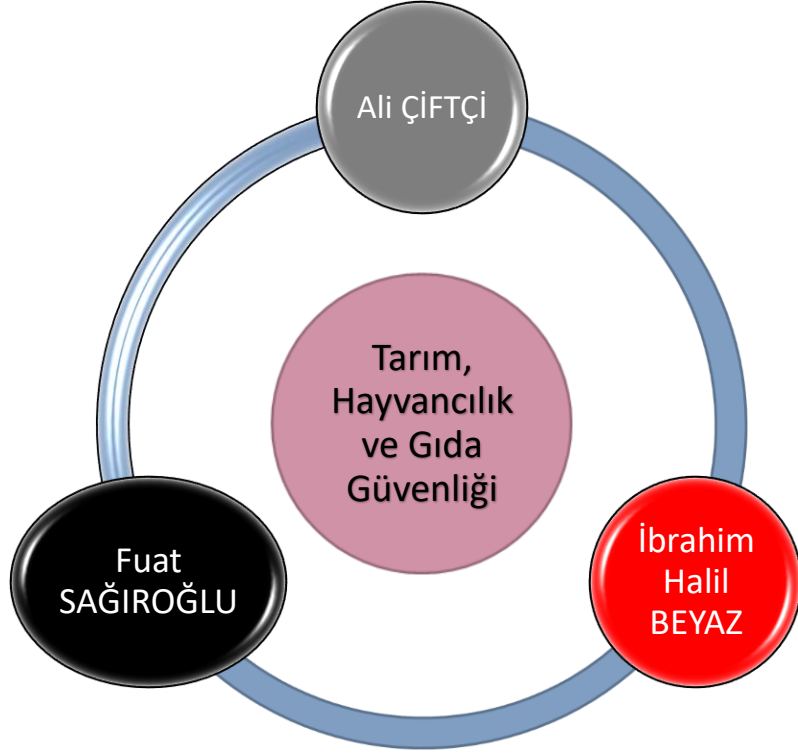 Ali ÇİFTÇİ
Tarım,
Hayvancılık
ve Gıda
Güvenliği
Fuat
SAĞIROĞLU
İbrahim
Halil
BEYAZ